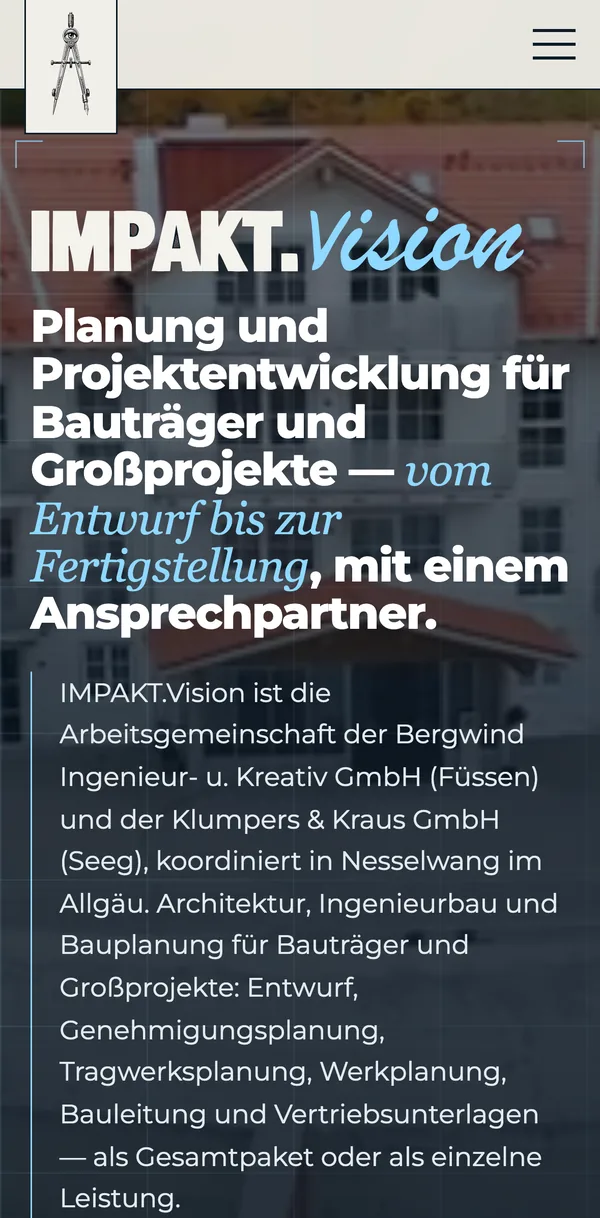 IMPAKT.Vision
Planung und
Projektentwicklung für
Bauträger und
Großprojekte — vom
Entwurf bis zur
Fertigstellung, mit einem
Ansprechpartner.
IMPAKT.Vision ist die
Arbeitsgemeinschaft der Bergwind
Ingenieur- u. Kreativ GmbH (Füssen)
und der Klumpers & Kraus GmbH
(Seeg), koordiniert in Nesselwang im
Allgäu. Architektur, Ingenieurbau und
Bauplanung für Bauträger und
Großprojekte: Entwurf,
Genehmigungsplanung,
Tragwerksplanung, Werkplanung,
Bauleitung und Vertriebsunterlagen
— als Gesamtpaket oder als einzelne
Leistung.